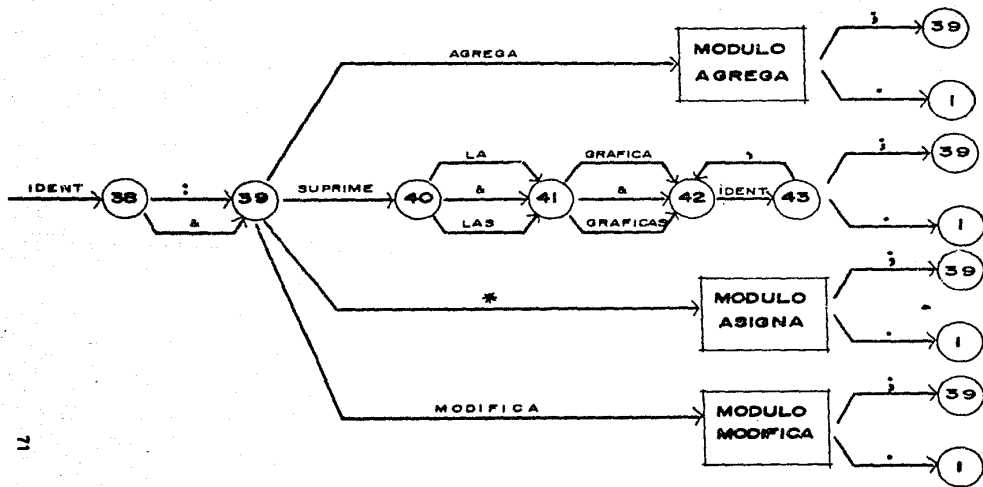 AGREGA
MODULO
AGREGA
;
39
.
1
IDENT
38
:
&
39
SUPRIME
40
LA
&
LAS
41
GRAFICA
&
GRAFICAS
42
,
IDENT
43
;
39
.
1
*
MODULO
ASIGNA
;
39
.
1
MODIFICA
MODULO
MODIFICA
;
39
.
1
71